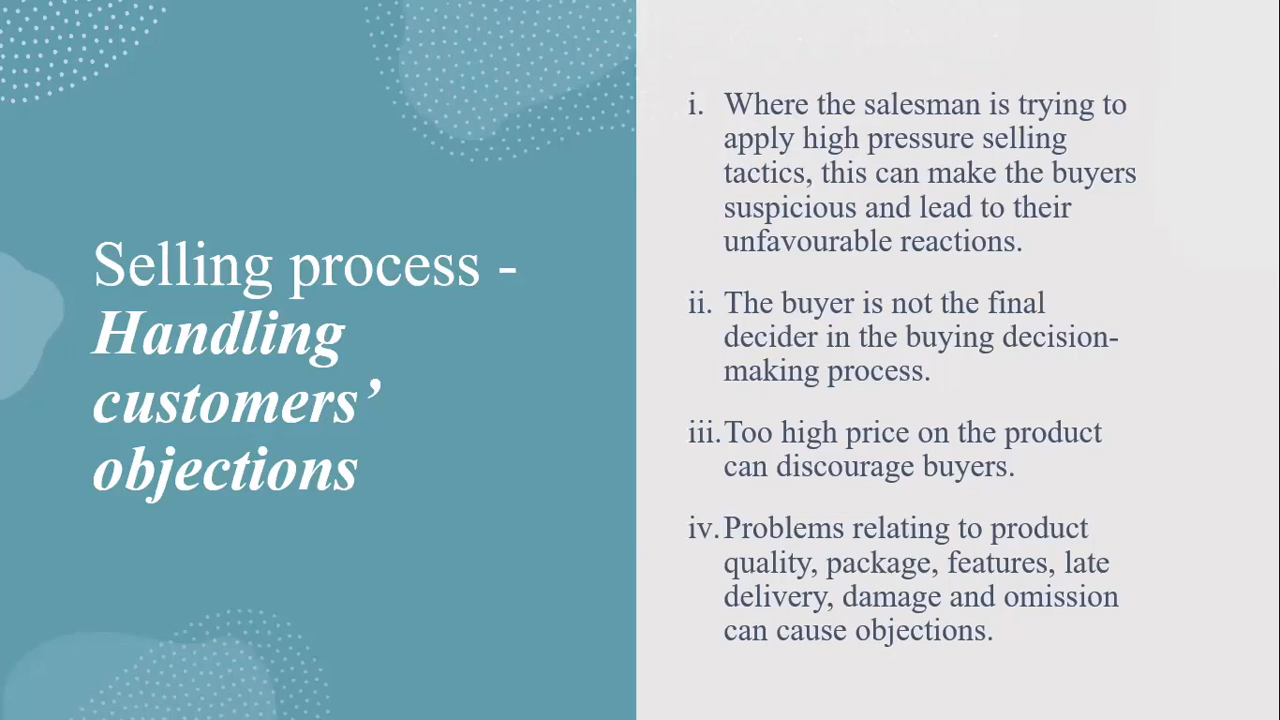 Selling process -
Handling
customers’
objections
i. Where the salesman is trying to
apply high pressure selling
tactics, this can make the buyers
suspicious and lead to their
unfavourable reactions.
ii. The buyer is not the final
decider in the buying decision-
making process.
iii. Too high price on the product
can discourage buyers.
iv. Problems relating to product
quality, package, features, late
delivery, damage and omission
can cause objections.